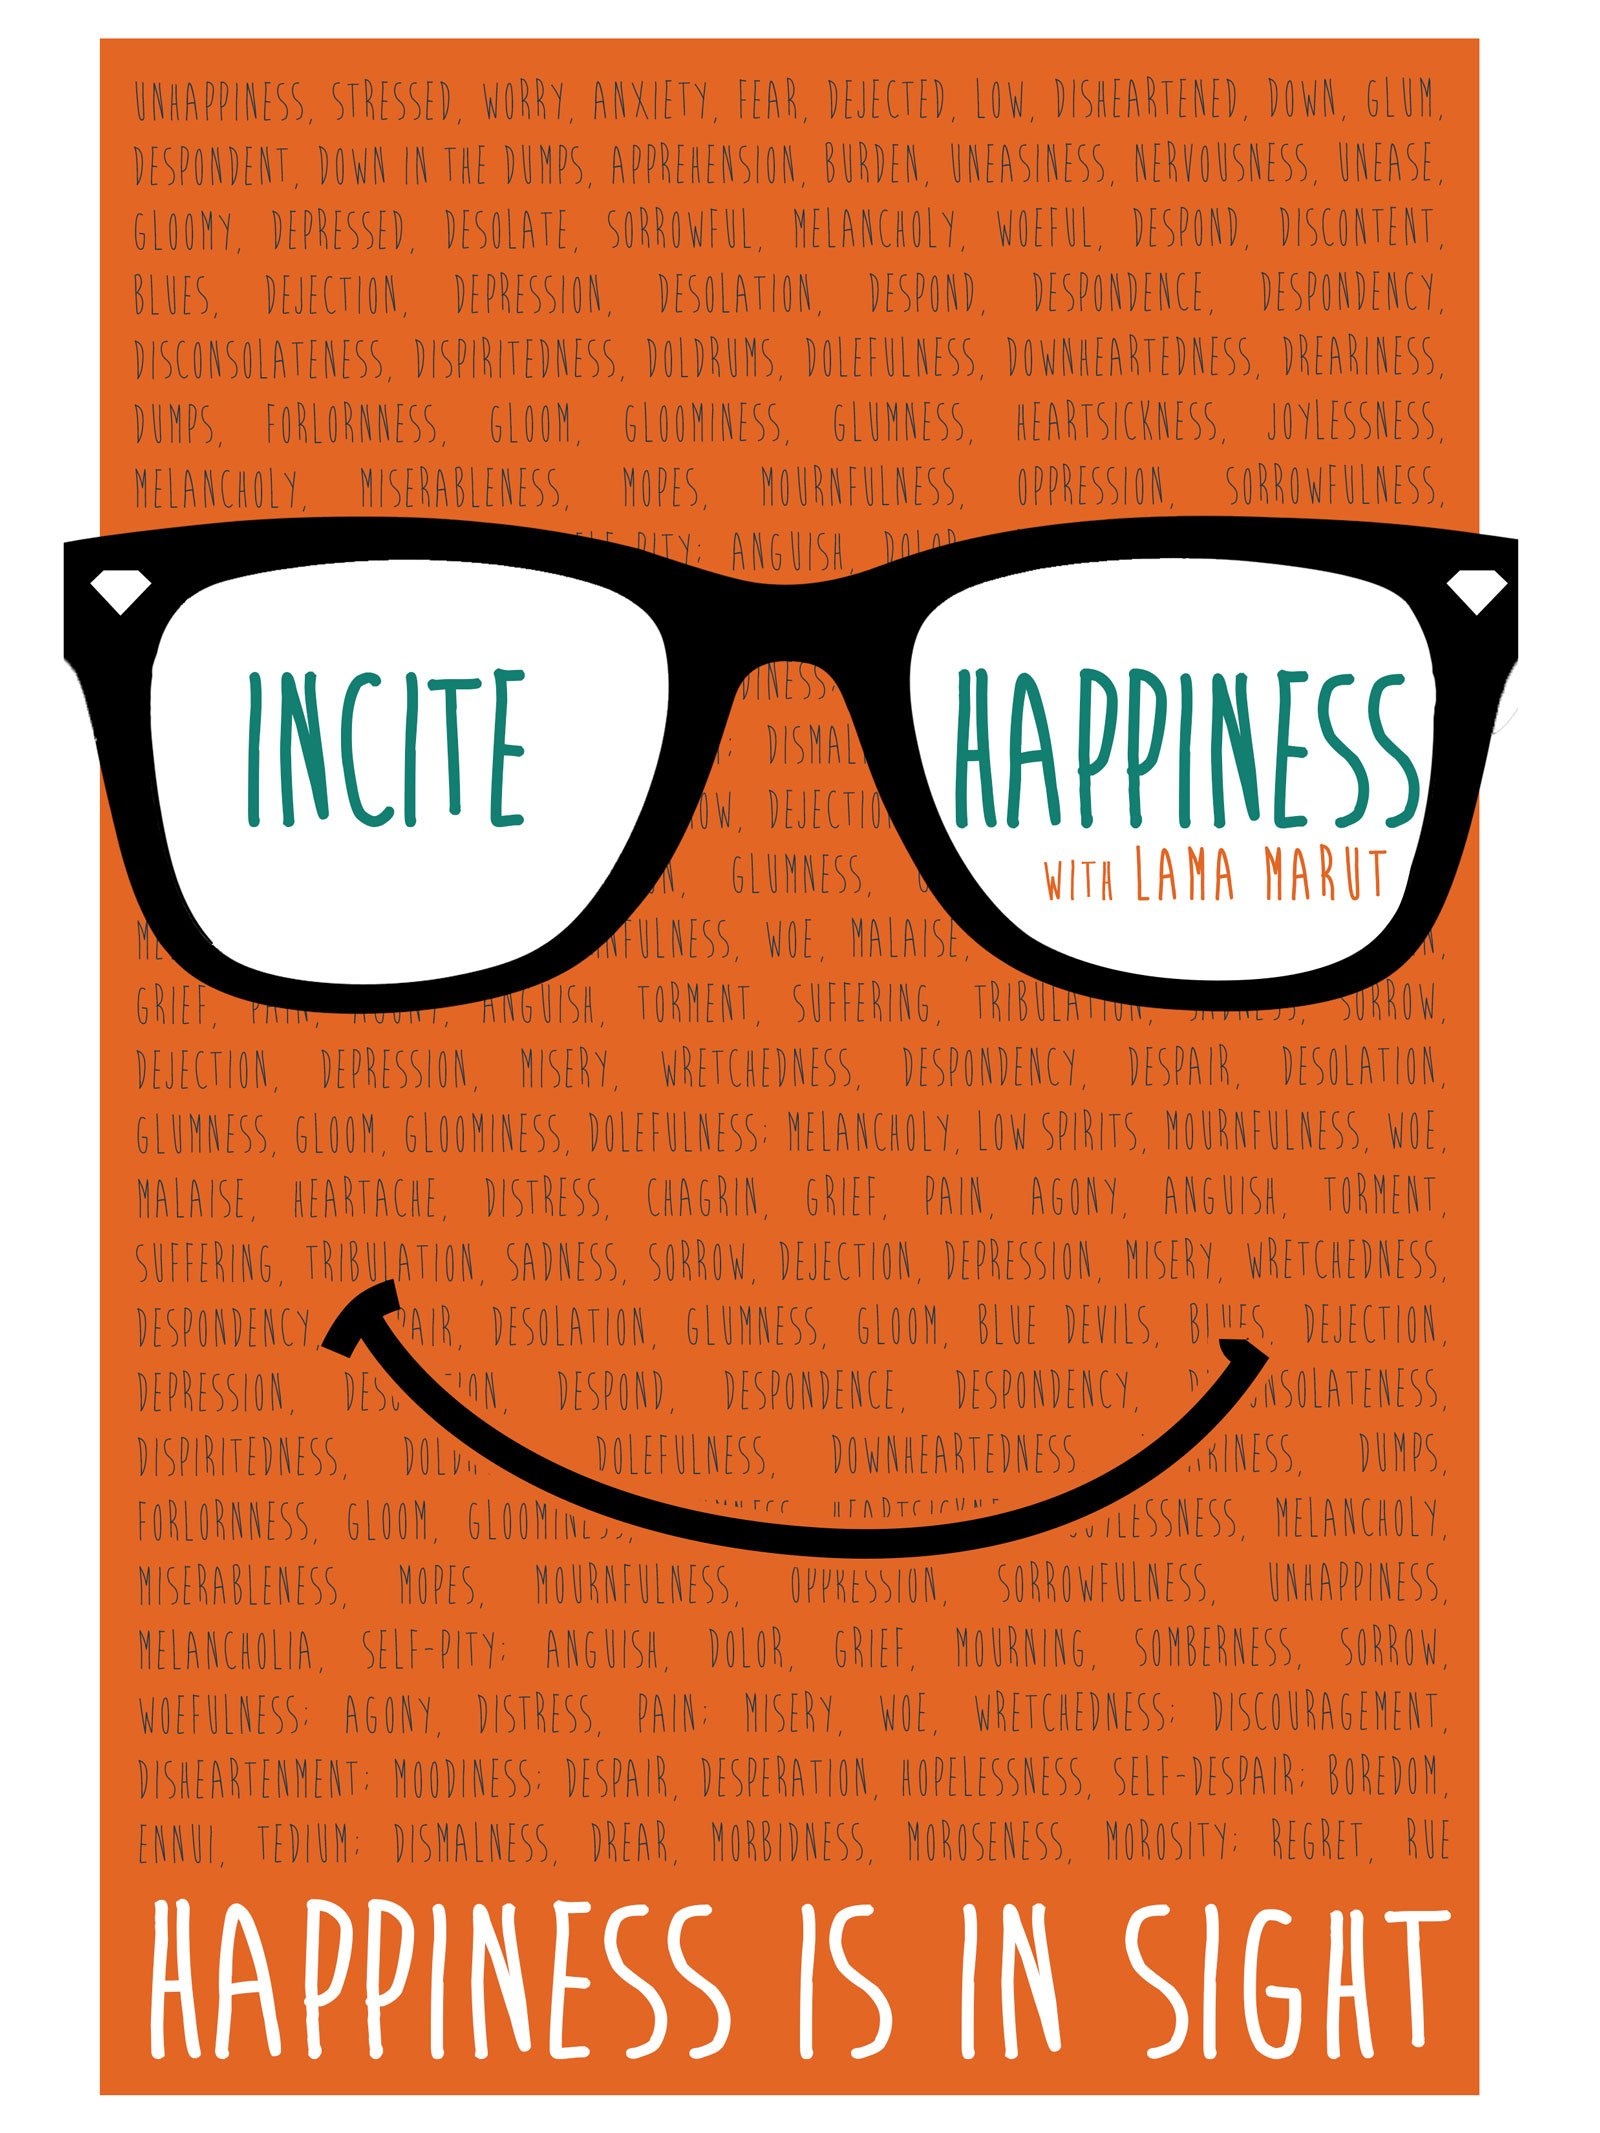 UNHAPPINESS, STRESSED, WORRY, ANXIETY, FEAR, DEJECTED, LOW, DISHEARTENED, DOWN, GLUM,
DESPONDENT, DOWN IN THE DUMPS, APPREHENSION, BURDEN, UNEASINESS, NERVOUSNESS, UNEASE,
GLOOMY, DEPRESSED, DESOLATE, SORROWFUL, MELANCHOLY, WOEFUL, DESPOND, DISCONTENT,
BLUES, DEJECTION, DEPRESSION, DESOLATION, DESPOND, DESPONDENCE, DESPONDENCY,
DISCONSOLATENESS, DISPIRITEDNESS, DOLDRUMS, DOLEFULNESS, DOWNHEARTEDNESS, DREARINESS,
DUMPS, FORLORNNESS, GLOOM, GLOOMINESS, GLUMNESS, HEARTSICKNESS, JOYLESSNESS,
MELANCHOLY, MISERABLENESS, MOPES, MOURNFULNESS, OPPRESSION, SORROWFULNESS,
PITY; ANGUISH, DOLOR
INCITE HAPPINESS
WITH LAMA MARUT
GLUMNESS,
WOE, MALAISE,
GRIEF, PAIN, AGONY, ANGUISH, TORMENT, SUFFERING, TRIBULATION, SADNESS, SORROW,
DEJECTION, DEPRESSION, MISERY, WRETCHEDNESS, DESPONDENCY, DESPAIR, DESOLATION,
GLUMNESS, GLOOM, GLOOMINESS, DOLEFULNESS; MELANCHOLY, LOW SPIRITS, MOURNFULNESS, WOE,
MALAISE, HEARTACHE, DISTRESS, CHAGRIN, GRIEF, PAIN, AGONY, ANGUISH, TORMENT,
SUFFERING, TRIBULATION, SADNESS, SORROW, DEJECTION, DEPRESSION, MISERY, WRETCHEDNESS,
DESPONDENCY, DESOLATION, GLUMNESS, GLOOM, BLUE DEVILS, BLUES, DEJECTION,
DEPRESSION, DESPOND, DESPONDENCE, DESPONDENCY,
DISPIRITEDNESS, DOLEFULNESS, DOWNHEARTEDNESS DUMPS,
FORLORNNESS, GLOOM, GLOOMINESS, MELANCHOLY,
MISERABLENESS, MOPES, MOURNFULNESS, OPPRESSION, SORROWFULNESS, UNHAPPINESS,
MELANCHOLIA, SELF-PITY; ANGUISH, DOLOR, GRIEF, MOURNING, SOMBERNESS, SORROW,
WOEFULNESS; AGONY, DISTRESS, PAIN; MISERY, WOE, WRETCHEDNESS; DISCOURAGEMENT,
DISHEARTENMENT; MOODINESS; DESPAIR, DESPERATION, HOPELESSNESS, SELF-DESPAIR; BOREDOM,
ENNUI, TEDIUM; DISMALNESS, DREAR, MORBIDNESS, MOROSENESS, MOROSITY; REGRET, RUE
HAPPINESS IS IN SIGHT